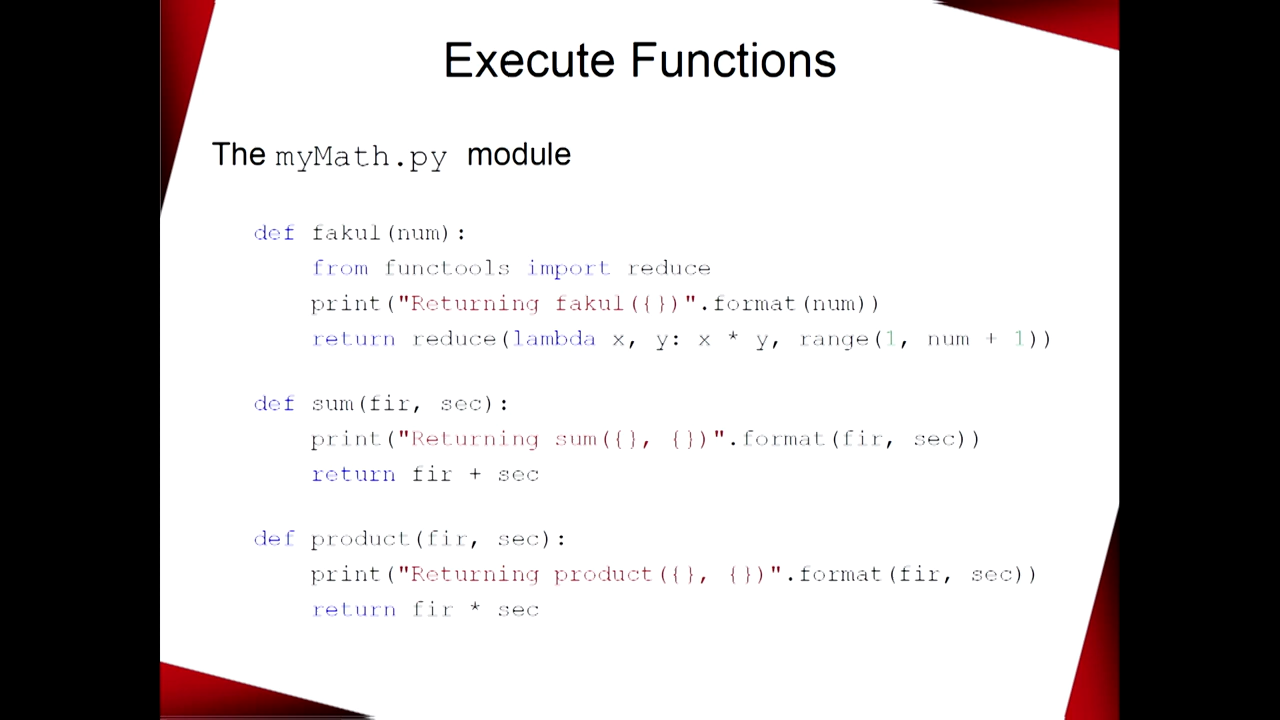 Execute Functions
The myMath.py module
def fakul(num):
    from functools import reduce
    print("Returning fakul({})".format(num))
    return reduce(lambda x, y: x * y, range(1, num + 1))
def sum(fir, sec):
    print("Returning sum({}, {})".format(fir, sec))
    return fir + sec
def product(fir, sec):
    print("Returning product({}, {})".format(fir, sec))
    return fir * sec